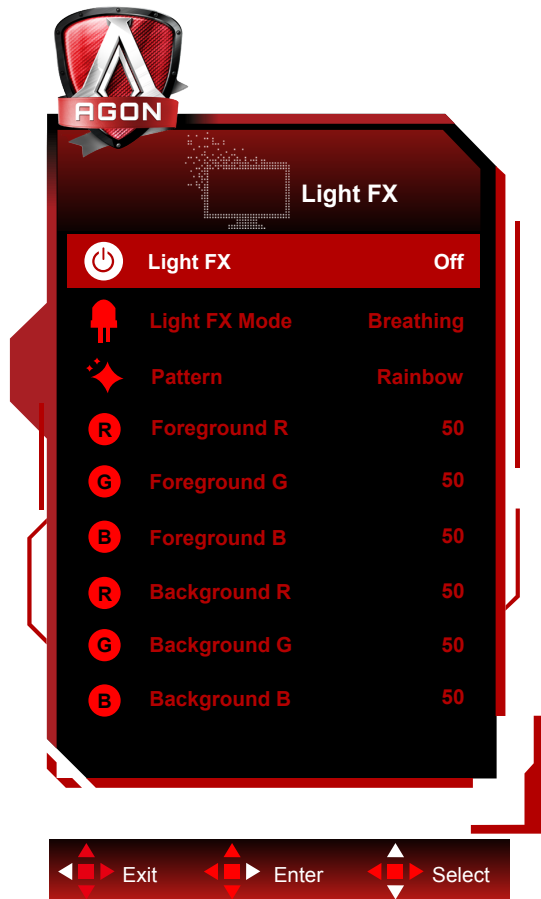 AGON
Light FX
Light FX Off
Light FX Mode Breathing
Pattern Rainbow
R Foreground R 50
G Foreground G 50
B Foreground B 50
R Background R 50
G Background G 50
B Background B 50
Exit Enter Select